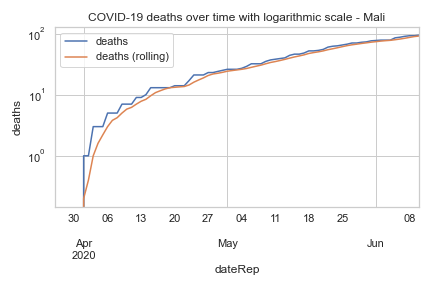 COVID-19 deaths over time with logarithmic scale - Mali
deaths
deaths (rolling)
10²
10¹
10⁰
deaths
30 06 13 20 27 04 11 18 25 08
Apr May Jun
2020
dateRep